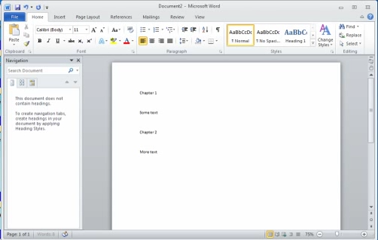 Document2 - Microsoft Word
File Home Insert Page Layout References Mailings Review View
Calibri (Body) 11
Paste
AaBbCcDc AaBbCcDc AaBbCc
¶ Normal ¶ No Spaci... Heading 1
Change Styles
Find
Replace
Select
Clipboard Font Paragraph Styles Editing
Navigation
Search Document
This document does not contain headings.
To create navigation tabs, create headings in your document by applying Heading Styles.
Chapter 1
Some text
Chapter 2
More text
Page: 1 of 1